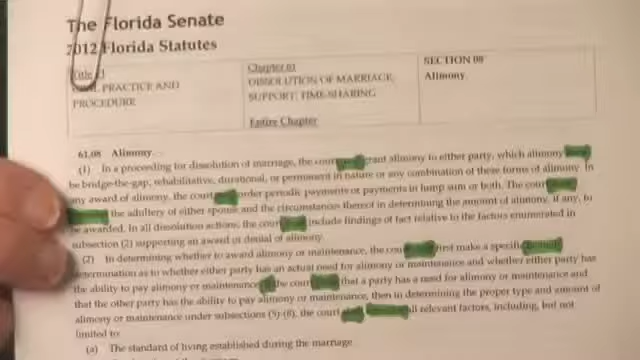 The Florida Senate
2012 Florida Statutes
PRACTICE AND
PROCEDURE
Chapter 61
DISSOLUTION OF MARRIAGE;
SUPPORT; TIME-SHARING
Entire Chapter
SECTION 08
Alimony.
61.08 Alimony.
(1) In a proceeding for dissolution of marriage, the court grant alimony to either party, which alimony
be bridge-the-gap, rehabilitative, durational, or permanent in nature or any combination of these forms of alimony. In
any award of alimony, the court order periodic payments or payments in lump sum or both. The court
the adultery of either spouse and the circumstances thereof in determining the amount of alimony, if any, to
be awarded. In all dissolution actions, the court include findings of fact relative to the factors enumerated in
subsection (2) supporting an award or denial of alimony.
(2) In determining whether to award alimony or maintenance, the court first make a specific
determination as to whether either party has an actual need for alimony or maintenance and whether either party has
the ability to pay alimony or maintenance the court that a party has a need for alimony or maintenance and
that the other party has the ability to pay alimony or maintenance, then in determining the proper type and amount of
alimony or maintenance under subsections (5)-(8), the court all relevant factors, including, but not
limited to:
(a) The standard of living established during the marriage.